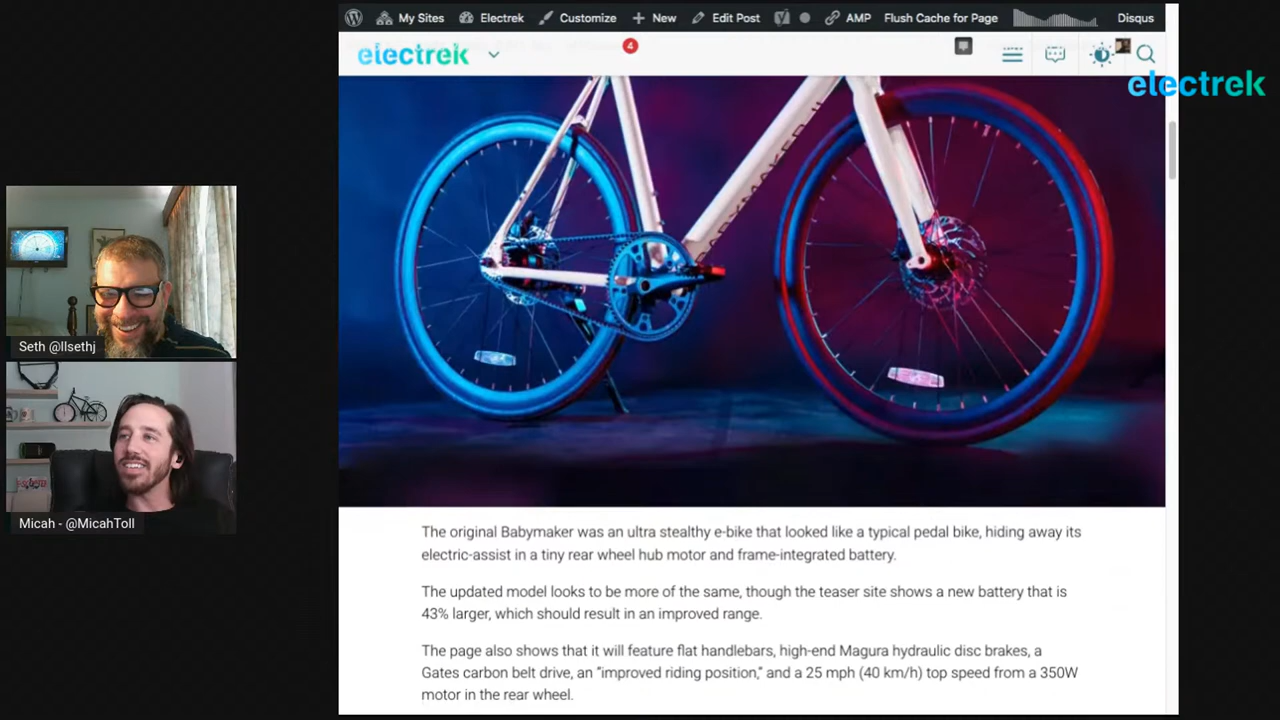 My Sites
Electrek
Customize
New
Edit Post
AMP
Flush Cache for Page
Disqus
electrek
4
electrek
BABYMAKER II
Seth @llsethj
Micah - @MicahToll
The original Babymaker was an ultra stealthy e-bike that looked like a typical pedal bike, hiding away its
electric-assist in a tiny rear wheel hub motor and frame-integrated battery.
The updated model looks to be more of the same, though the teaser site shows a new battery that is
43% larger, which should result in an improved range.
The page also shows that it will feature flat handlebars, high-end Magura hydraulic disc brakes, a
Gates carbon belt drive, an “improved riding position,” and a 25 mph (40 km/h) top speed from a 350W
motor in the rear wheel.